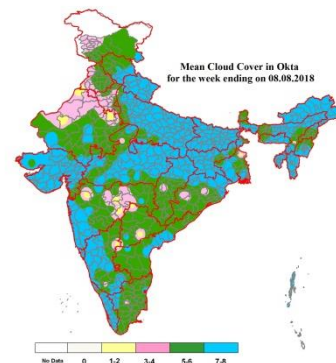 Mean Cloud Cover in Okta
for the week ending on 08.08.2018
No Data 0 1-2 3-4 5-6 7-8